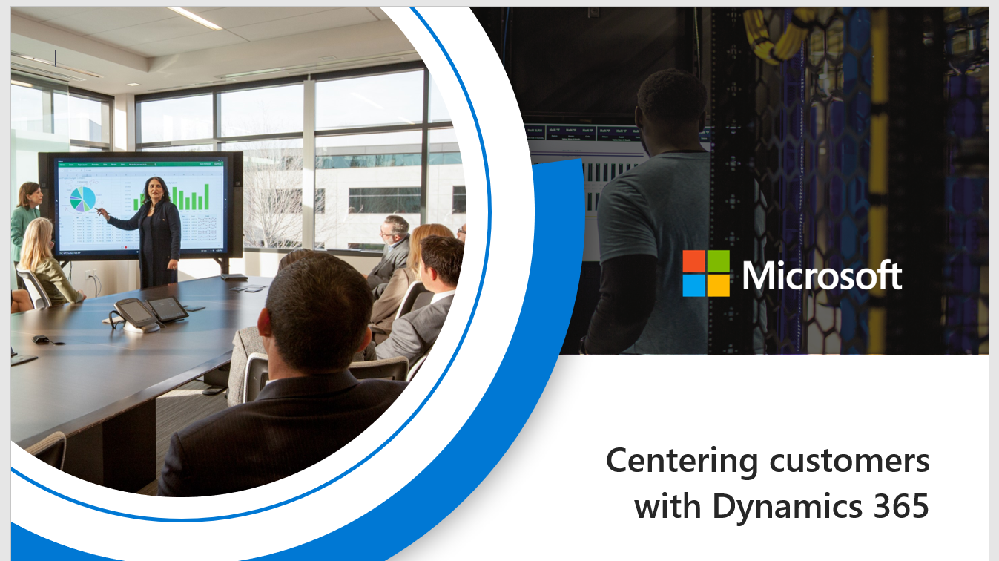 Microsoft
Centering customers
with Dynamics 365